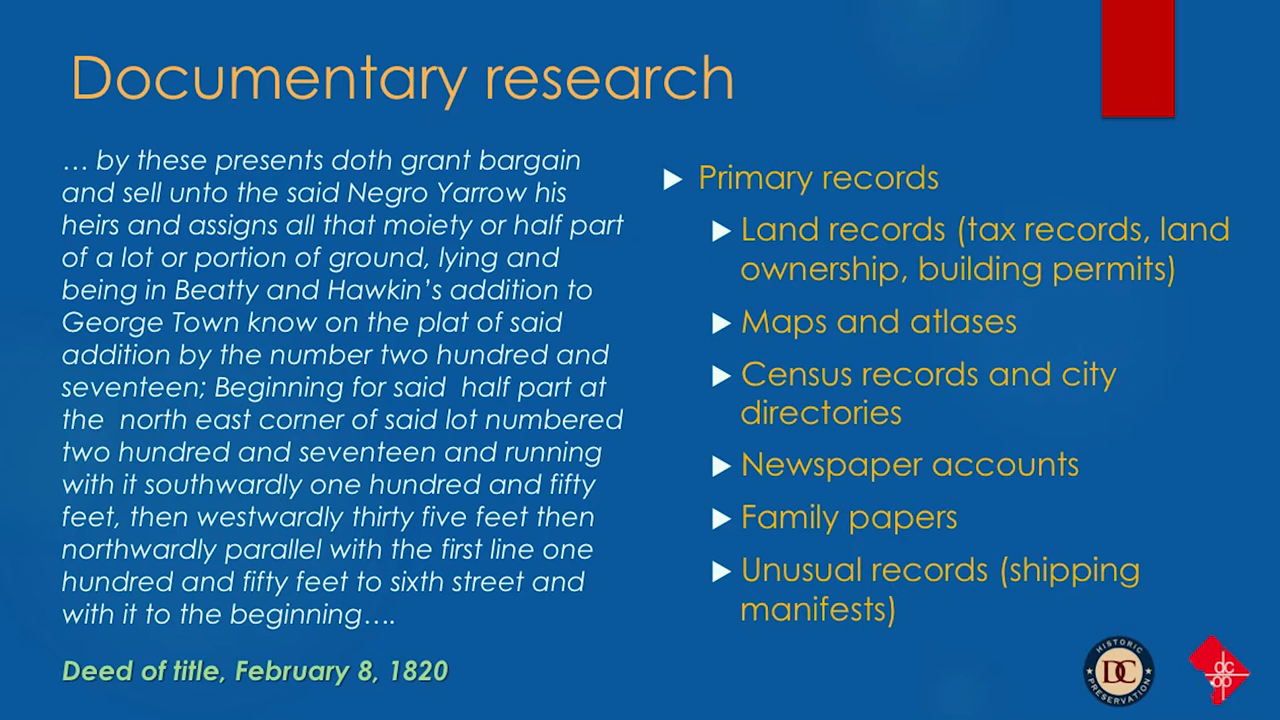 Documentary research
… by these presents doth grant bargain
and sell unto the said Negro Yarrow his
heirs and assigns all that moiety or half part
of a lot or portion of ground, lying and
being in Beatty and Hawkin’s addition to
George Town know on the plat of said
addition by the number two hundred and
seventeen; Beginning for said half part at
the north east corner of said lot numbered
two hundred and seventeen and running
with it southwardly one hundred and fifty
feet, then westwardly thirty five feet then
northwardly parallel with the first line one
hundred and fifty feet to sixth street and
with it to the beginning….
Deed of title, February 8, 1820
Primary records
Land records (tax records, land
ownership, building permits)
Maps and atlases
Census records and city
directories
Newspaper accounts
Family papers
Unusual records (shipping
manifests)
HISTORIC
DC
PRESERVATION
dc
op